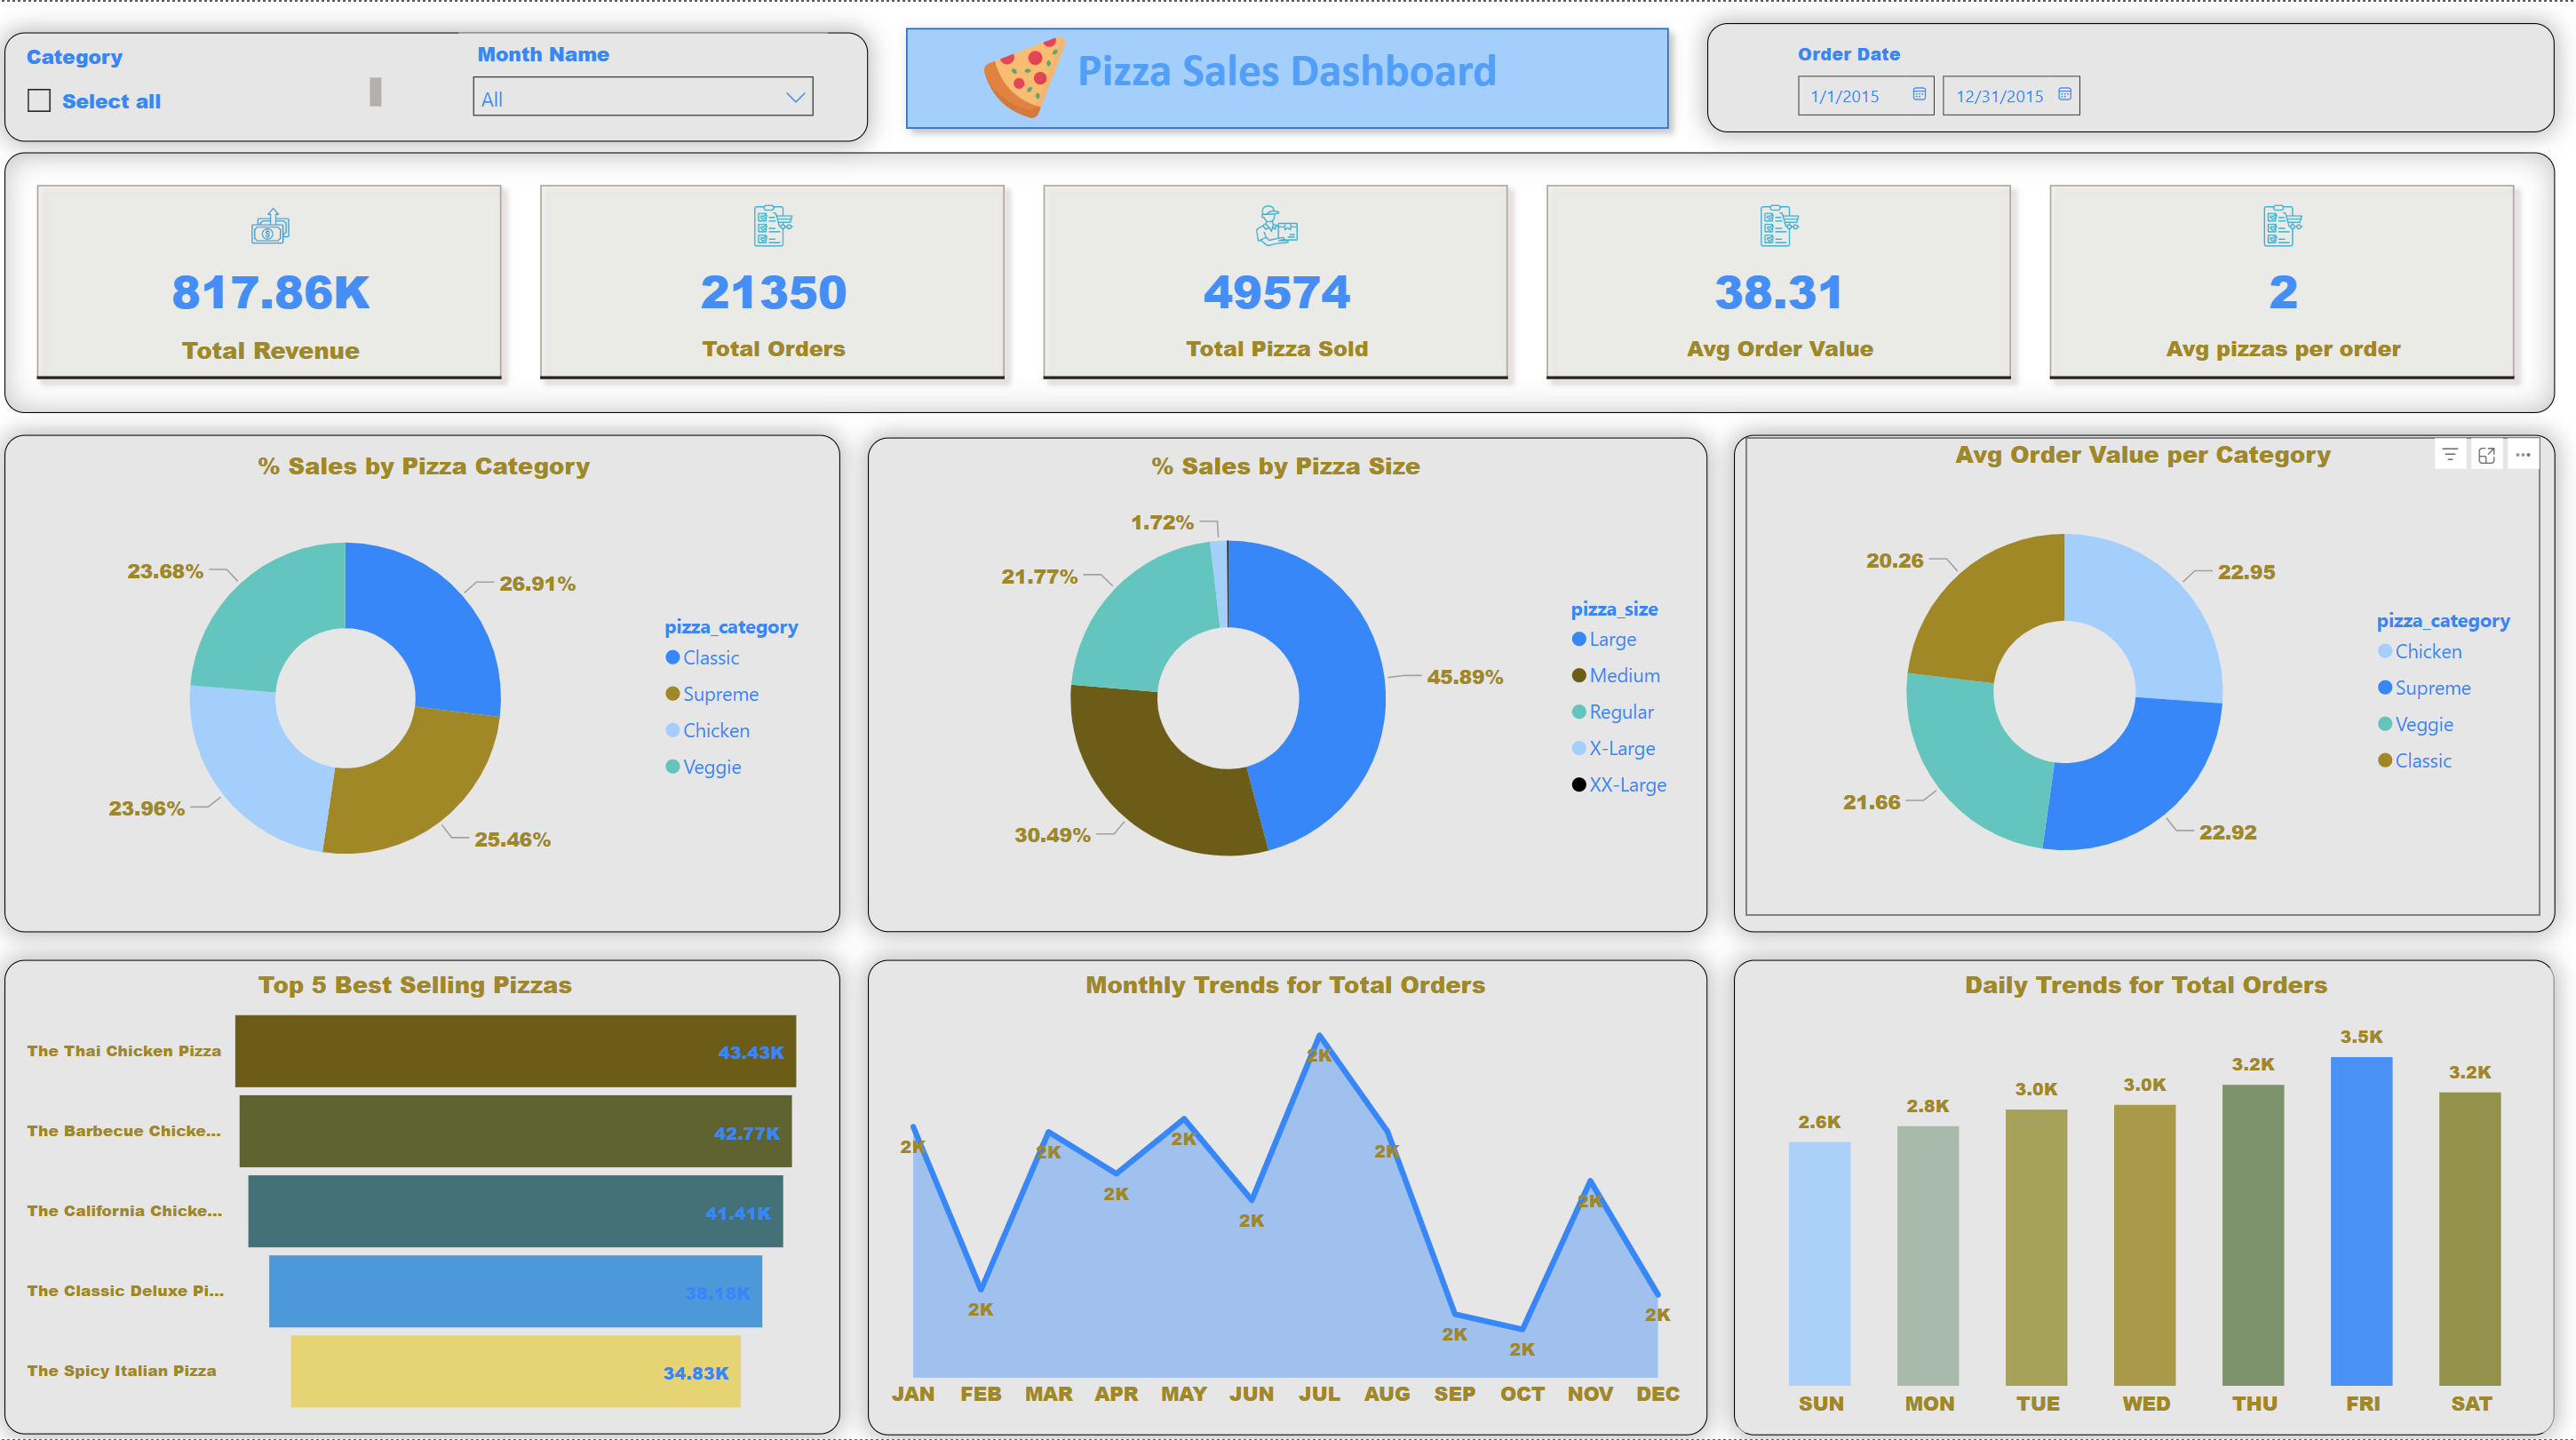 Category
Select all
Month Name
All
Pizza Sales Dashboard
Order Date
1/1/2015
12/31/2015
817.86K
Total Revenue
21350
Total Orders
49574
Total Pizza Sold
38.31
Avg Order Value
2
Avg pizzas per order
% Sales by Pizza Category
23.68%
26.91%
23.96%
25.46%
pizza_category
Classic
Supreme
Chicken
Veggie
% Sales by Pizza Size
1.72%
21.77%
45.89%
30.49%
pizza_size
Large
Medium
Regular
X-Large
XX-Large
Avg Order Value per Category
20.26
22.95
21.66
22.92
pizza_category
Chicken
Supreme
Veggie
Classic
Top 5 Best Selling Pizzas
The Thai Chicken Pizza 43.43K
The Barbecue Chicke... 42.77K
The California Chicke... 41.41K
The Classic Deluxe Pi... 38.18K
The Spicy Italian Pizza 34.83K
Monthly Trends for Total Orders
2K 2K 2K 2K 2K 2K 2K 2K 2K 2K 2K 2K
JAN FEB MAR APR MAY JUN JUL AUG SEP OCT NOV DEC
Daily Trends for Total Orders
2.6K 2.8K 3.0K 3.0K 3.2K 3.5K 3.2K
SUN MON TUE WED THU FRI SAT